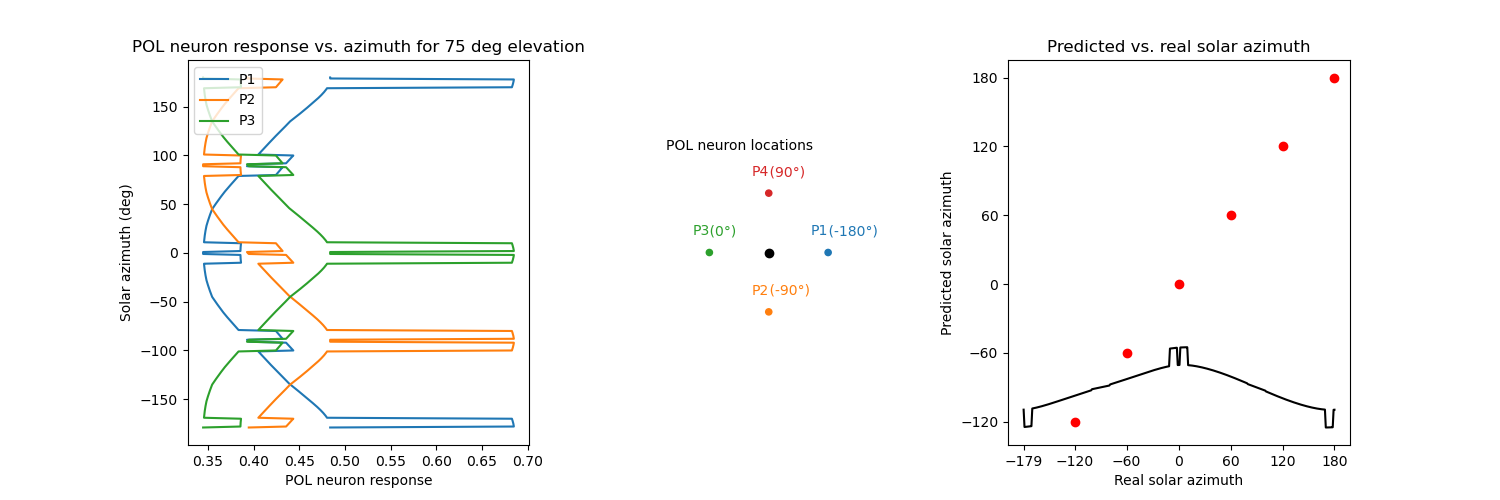 POL neuron response vs. azimuth for 75 deg elevation
P1
P2
P3
150
100
50
0
−50
−100
−150
Solar azimuth (deg)
0.35 0.40 0.45 0.50 0.55 0.60 0.65 0.70
POL neuron response
POL neuron locations
P4(90°)
P3(0°)
P1(-180°)
P2(-90°)
Predicted vs. real solar azimuth
180
120
60
0
−60
−120
Predicted solar azimuth
−179 −120 −60 0 60 120 180
Real solar azimuth